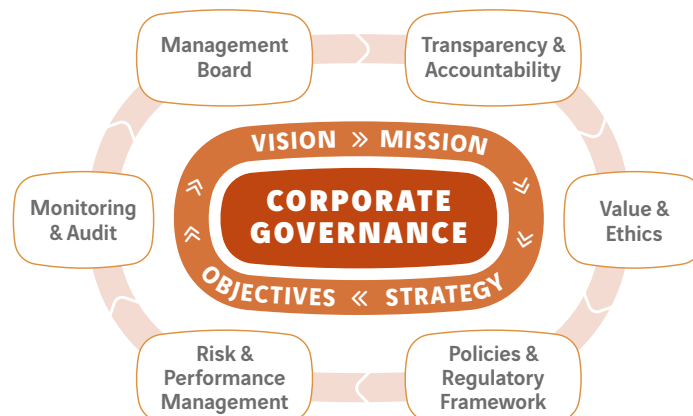 Management
Board
Transparency &
Accountability
VISION » MISSION
Monitoring
& Audit
CORPORATE
GOVERNANCE
Value &
Ethics
OBJECTIVES « STRATEGY
Risk &
Performance
Management
Policies &
Regulatory
Framework